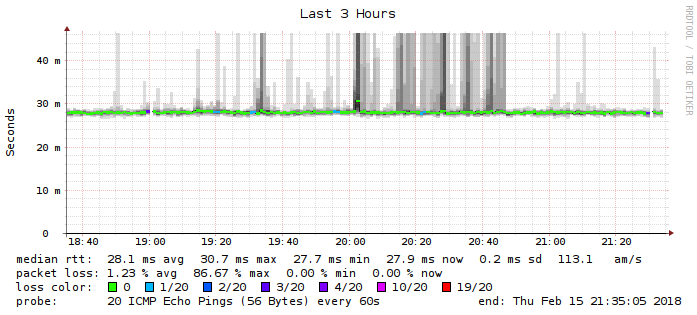 Last 3 Hours
RRDTOOL / TOBI OETIKER
Seconds
40 m
30 m
20 m
10 m
0
18:40 19:00 19:20 19:40 20:00 20:20 20:40 21:00 21:20
median rtt: 28.1 ms avg 30.7 ms max 27.7 ms min 27.9 ms now 0.2 ms sd 113.1 am/s
packet loss: 1.23 % avg 86.67 % max 0.00 % min 0.00 % now
loss color: 0 1/20 2/20 3/20 4/20 10/20 19/20
probe: 20 ICMP Echo Pings (56 Bytes) every 60s end: Thu Feb 15 21:35:05 2018